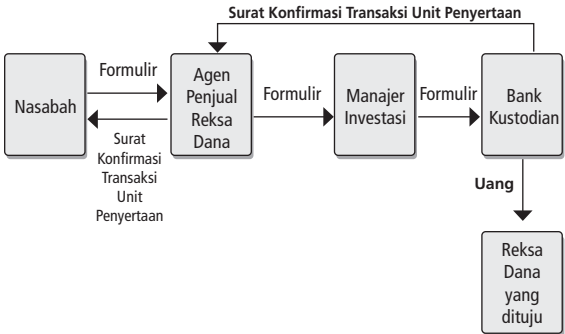 Surat Konfirmasi Transaksi Unit Penyertaan
Nasabah
Formulir
Surat
Konfirmasi
Transaksi
Unit
Penyertaan
Agen
Penjual
Reksa
Dana
Formulir
Manajer
Investasi
Formulir
Bank
Kustodian
Uang
Reksa
Dana
yang
dituju